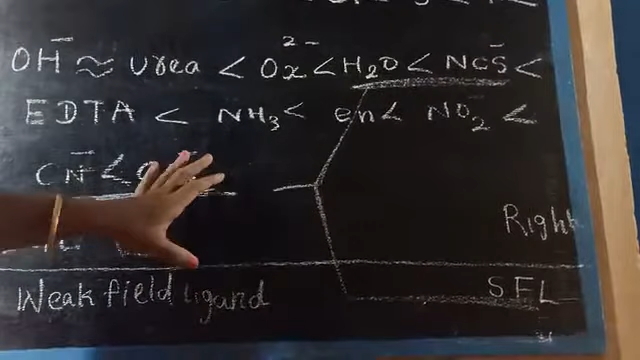 OH⁻ ≈ Urea < Ox²⁻ < H₂O < NCS⁻ <
EDTA < NH₃ < en < NO₂⁻ <
CN⁻ <
Right
Weak field ligand
SFL